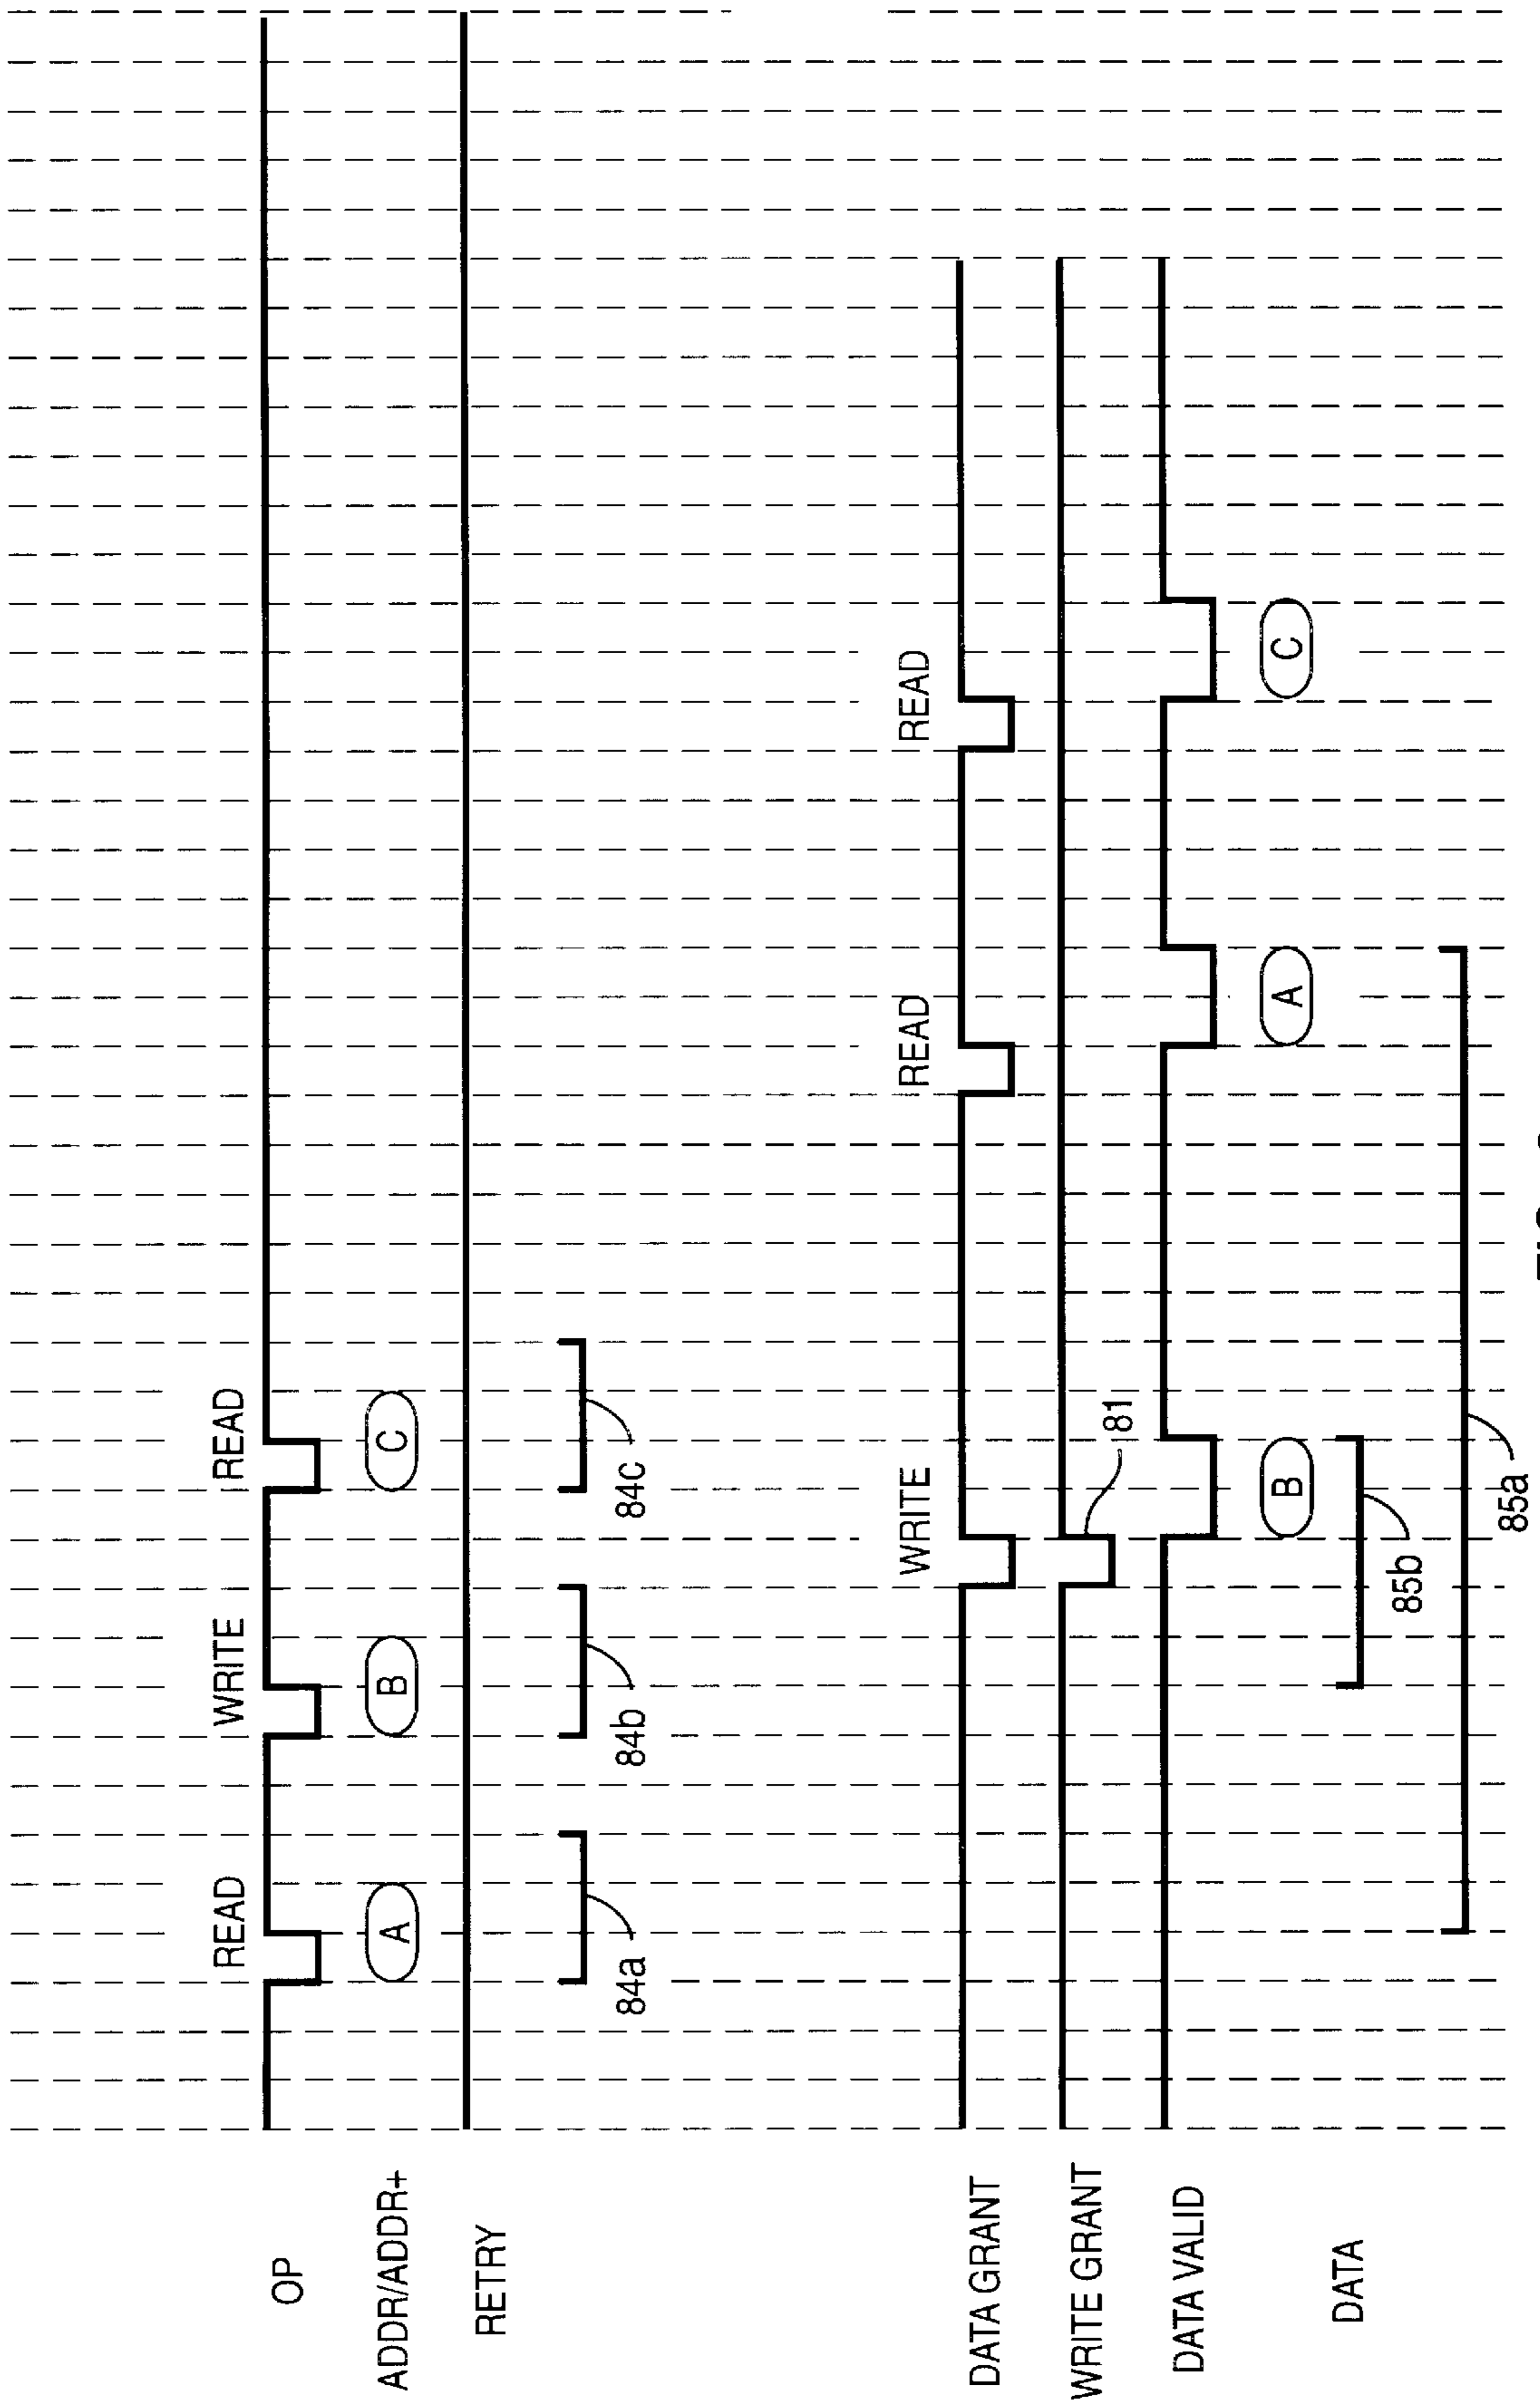 OP
READ
WRITE
READ
ADDR/ADDR+
A
B
C
RETRY
84a
84b
84c
DATA GRANT
WRITE
READ
READ
WRITE GRANT
81
DATA VALID
DATA
B
A
C
85b
85a